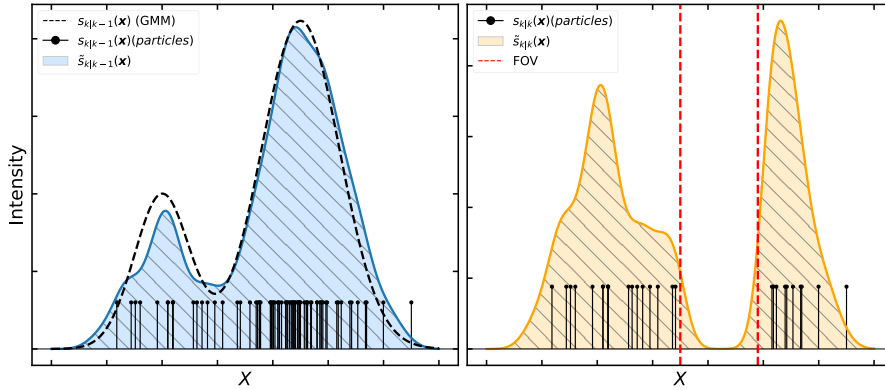 s_{k|k−1}(x) (GMM)
s_{k|k−1}(x)(particles)
s̃_{k|k−1}(x)
Intensity
X
s_{k|k}(x)(particles)
s̃_{k|k}(x)
FOV
X